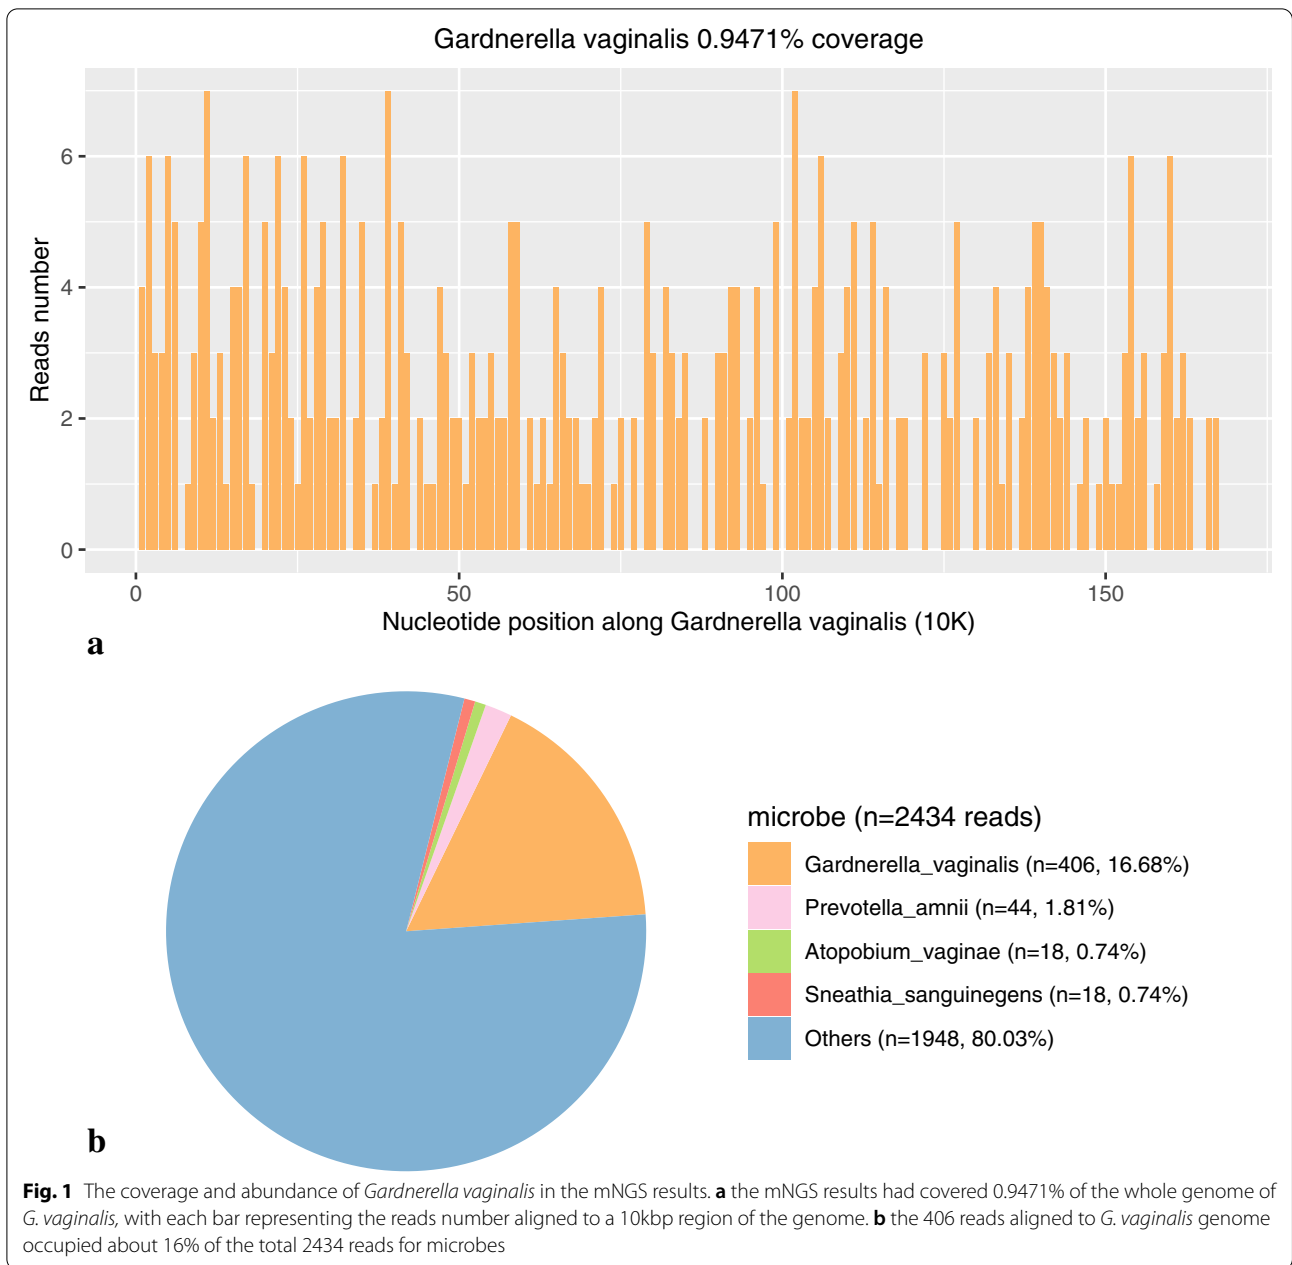 Gardnerella vaginalis 0.9471% coverage
Reads number
6
4
2
0
0
50
100
150
Nucleotide position along Gardnerella vaginalis (10K)
a
microbe (n=2434 reads)
Gardnerella_vaginalis (n=406, 16.68%)
Prevotella_amnii (n=44, 1.81%)
Atopobium_vaginae (n=18, 0.74%)
Sneathia_sanguinegens (n=18, 0.74%)
Others (n=1948, 80.03%)
b
Fig. 1 The coverage and abundance of Gardnerella vaginalis in the mNGS results. a the mNGS results had covered 0.9471% of the whole genome of
G. vaginalis, with each bar representing the reads number aligned to a 10kbp region of the genome. b the 406 reads aligned to G. vaginalis genome
occupied about 16% of the total 2434 reads for microbes